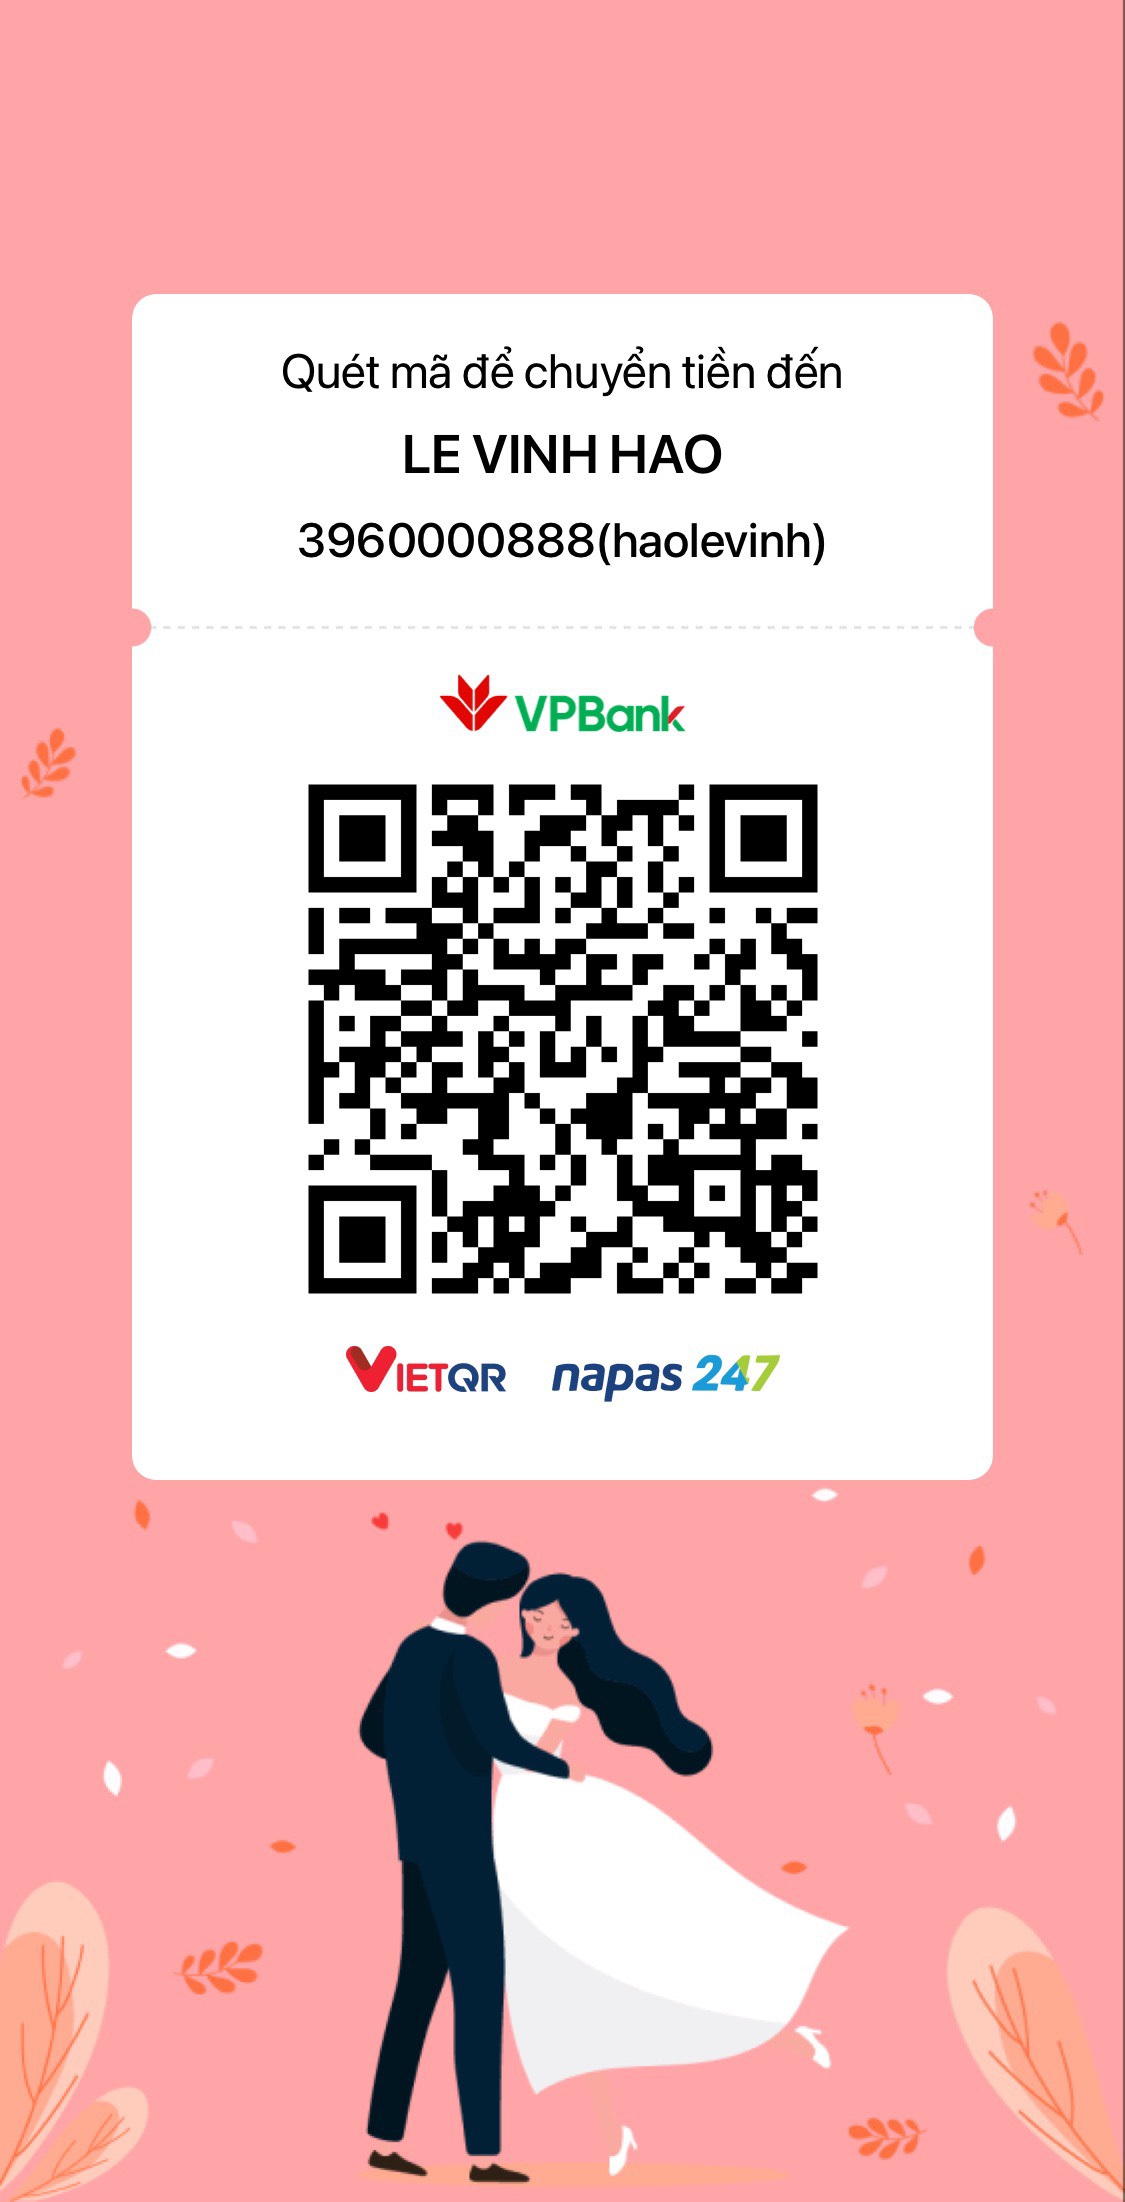 Quét mã để chuyển tiền đến
LE VINH HAO
3960000888(haolevinh)
VPBank
VIETQR napas 247